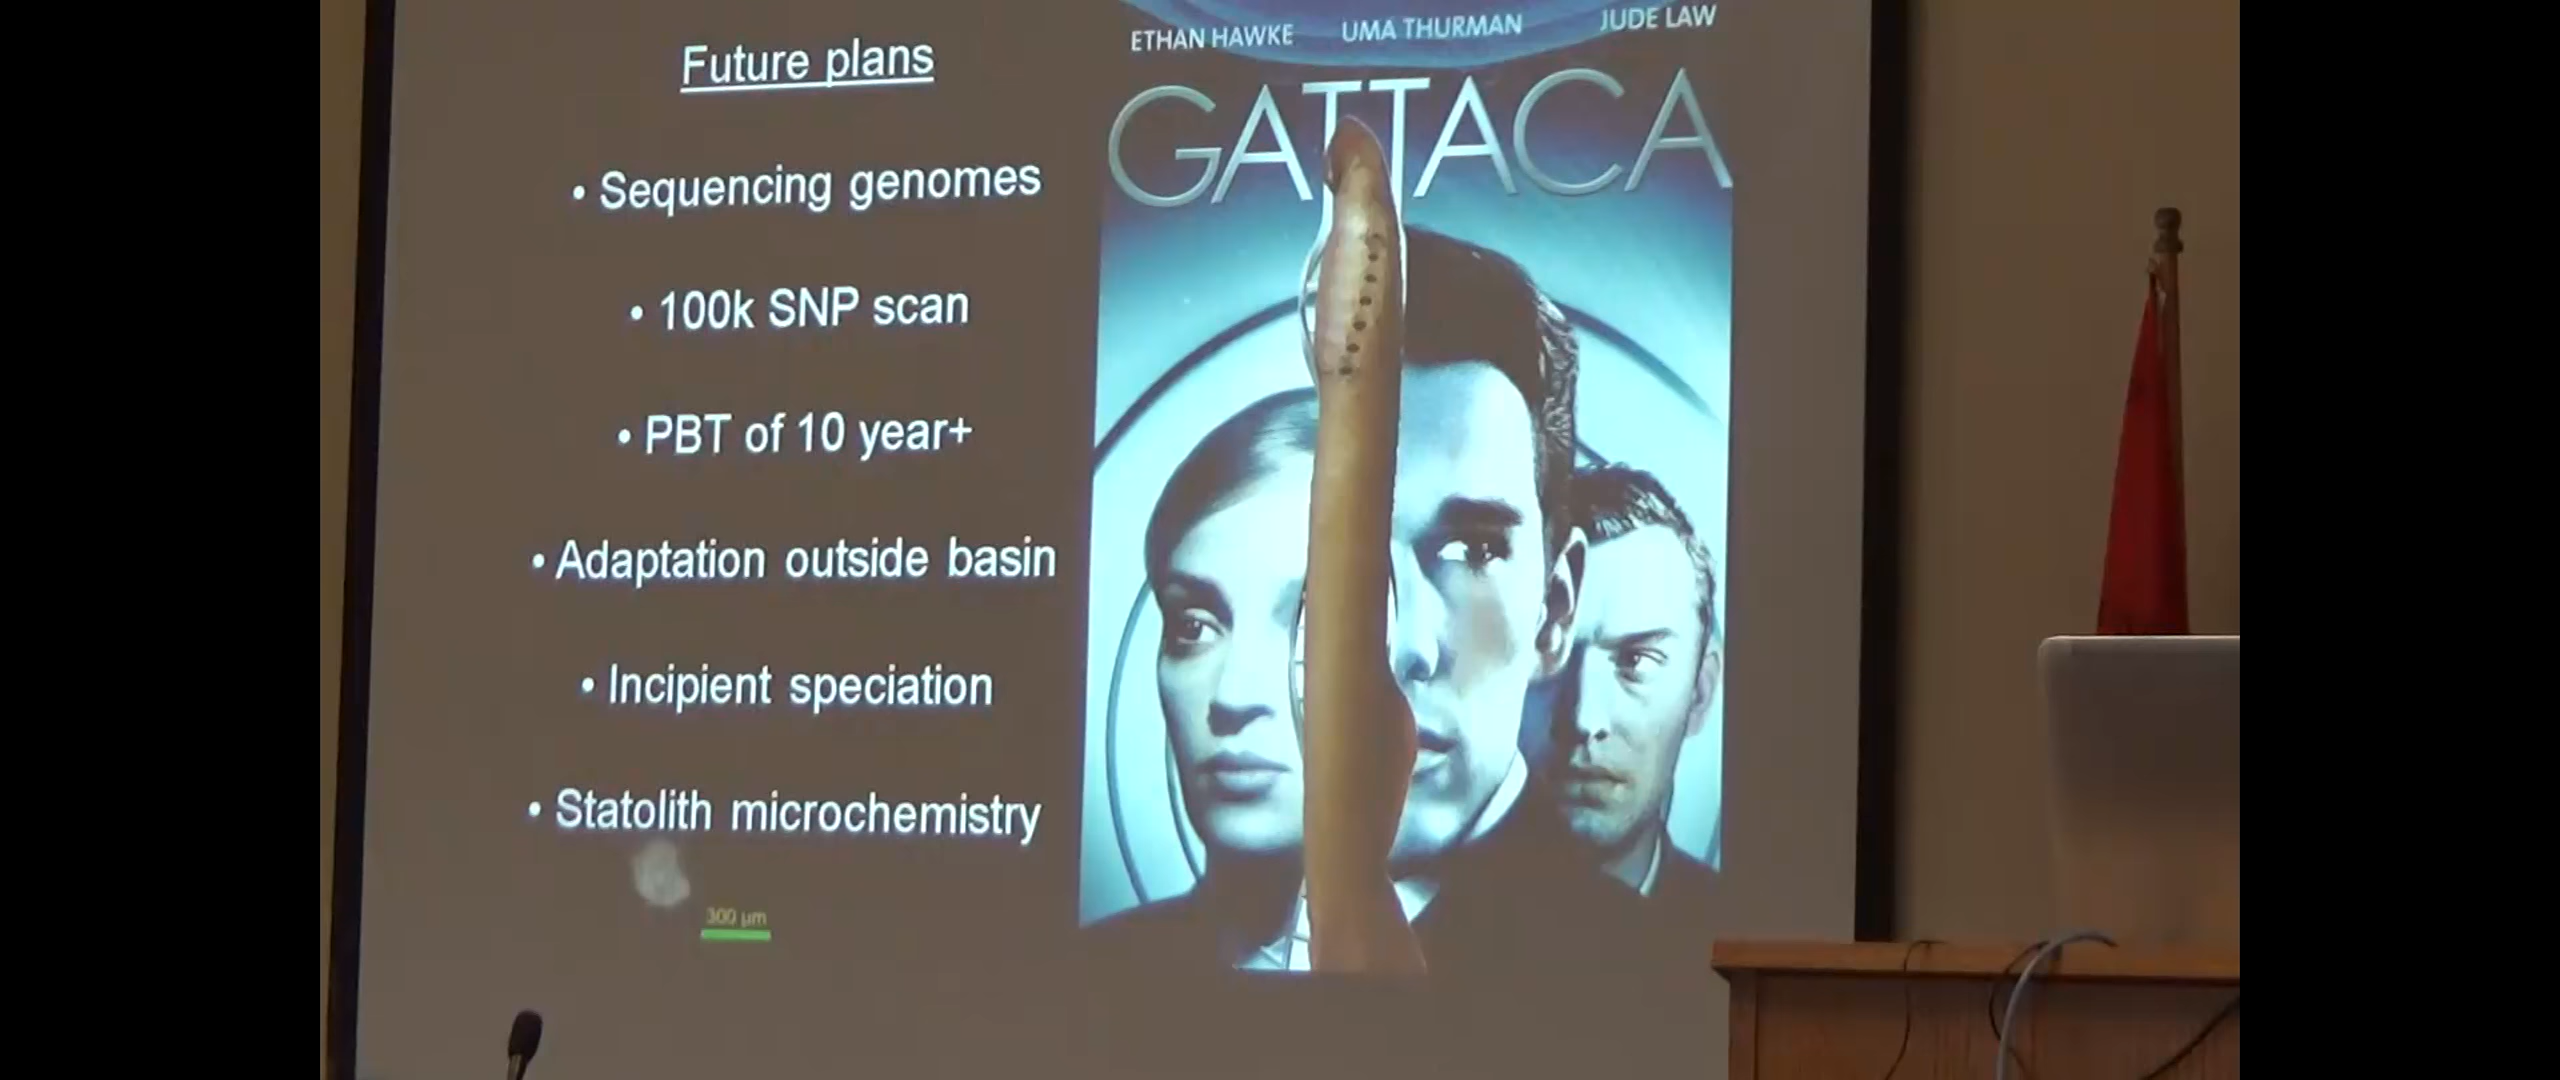 Future plans
• Sequencing genomes
• 100k SNP scan
• PBT of 10 year+
• Adaptation outside basin
• Incipient speciation
• Statolith microchemistry
300 µm
ETHAN HAWKE UMA THURMAN JUDE LAW
GATTACA